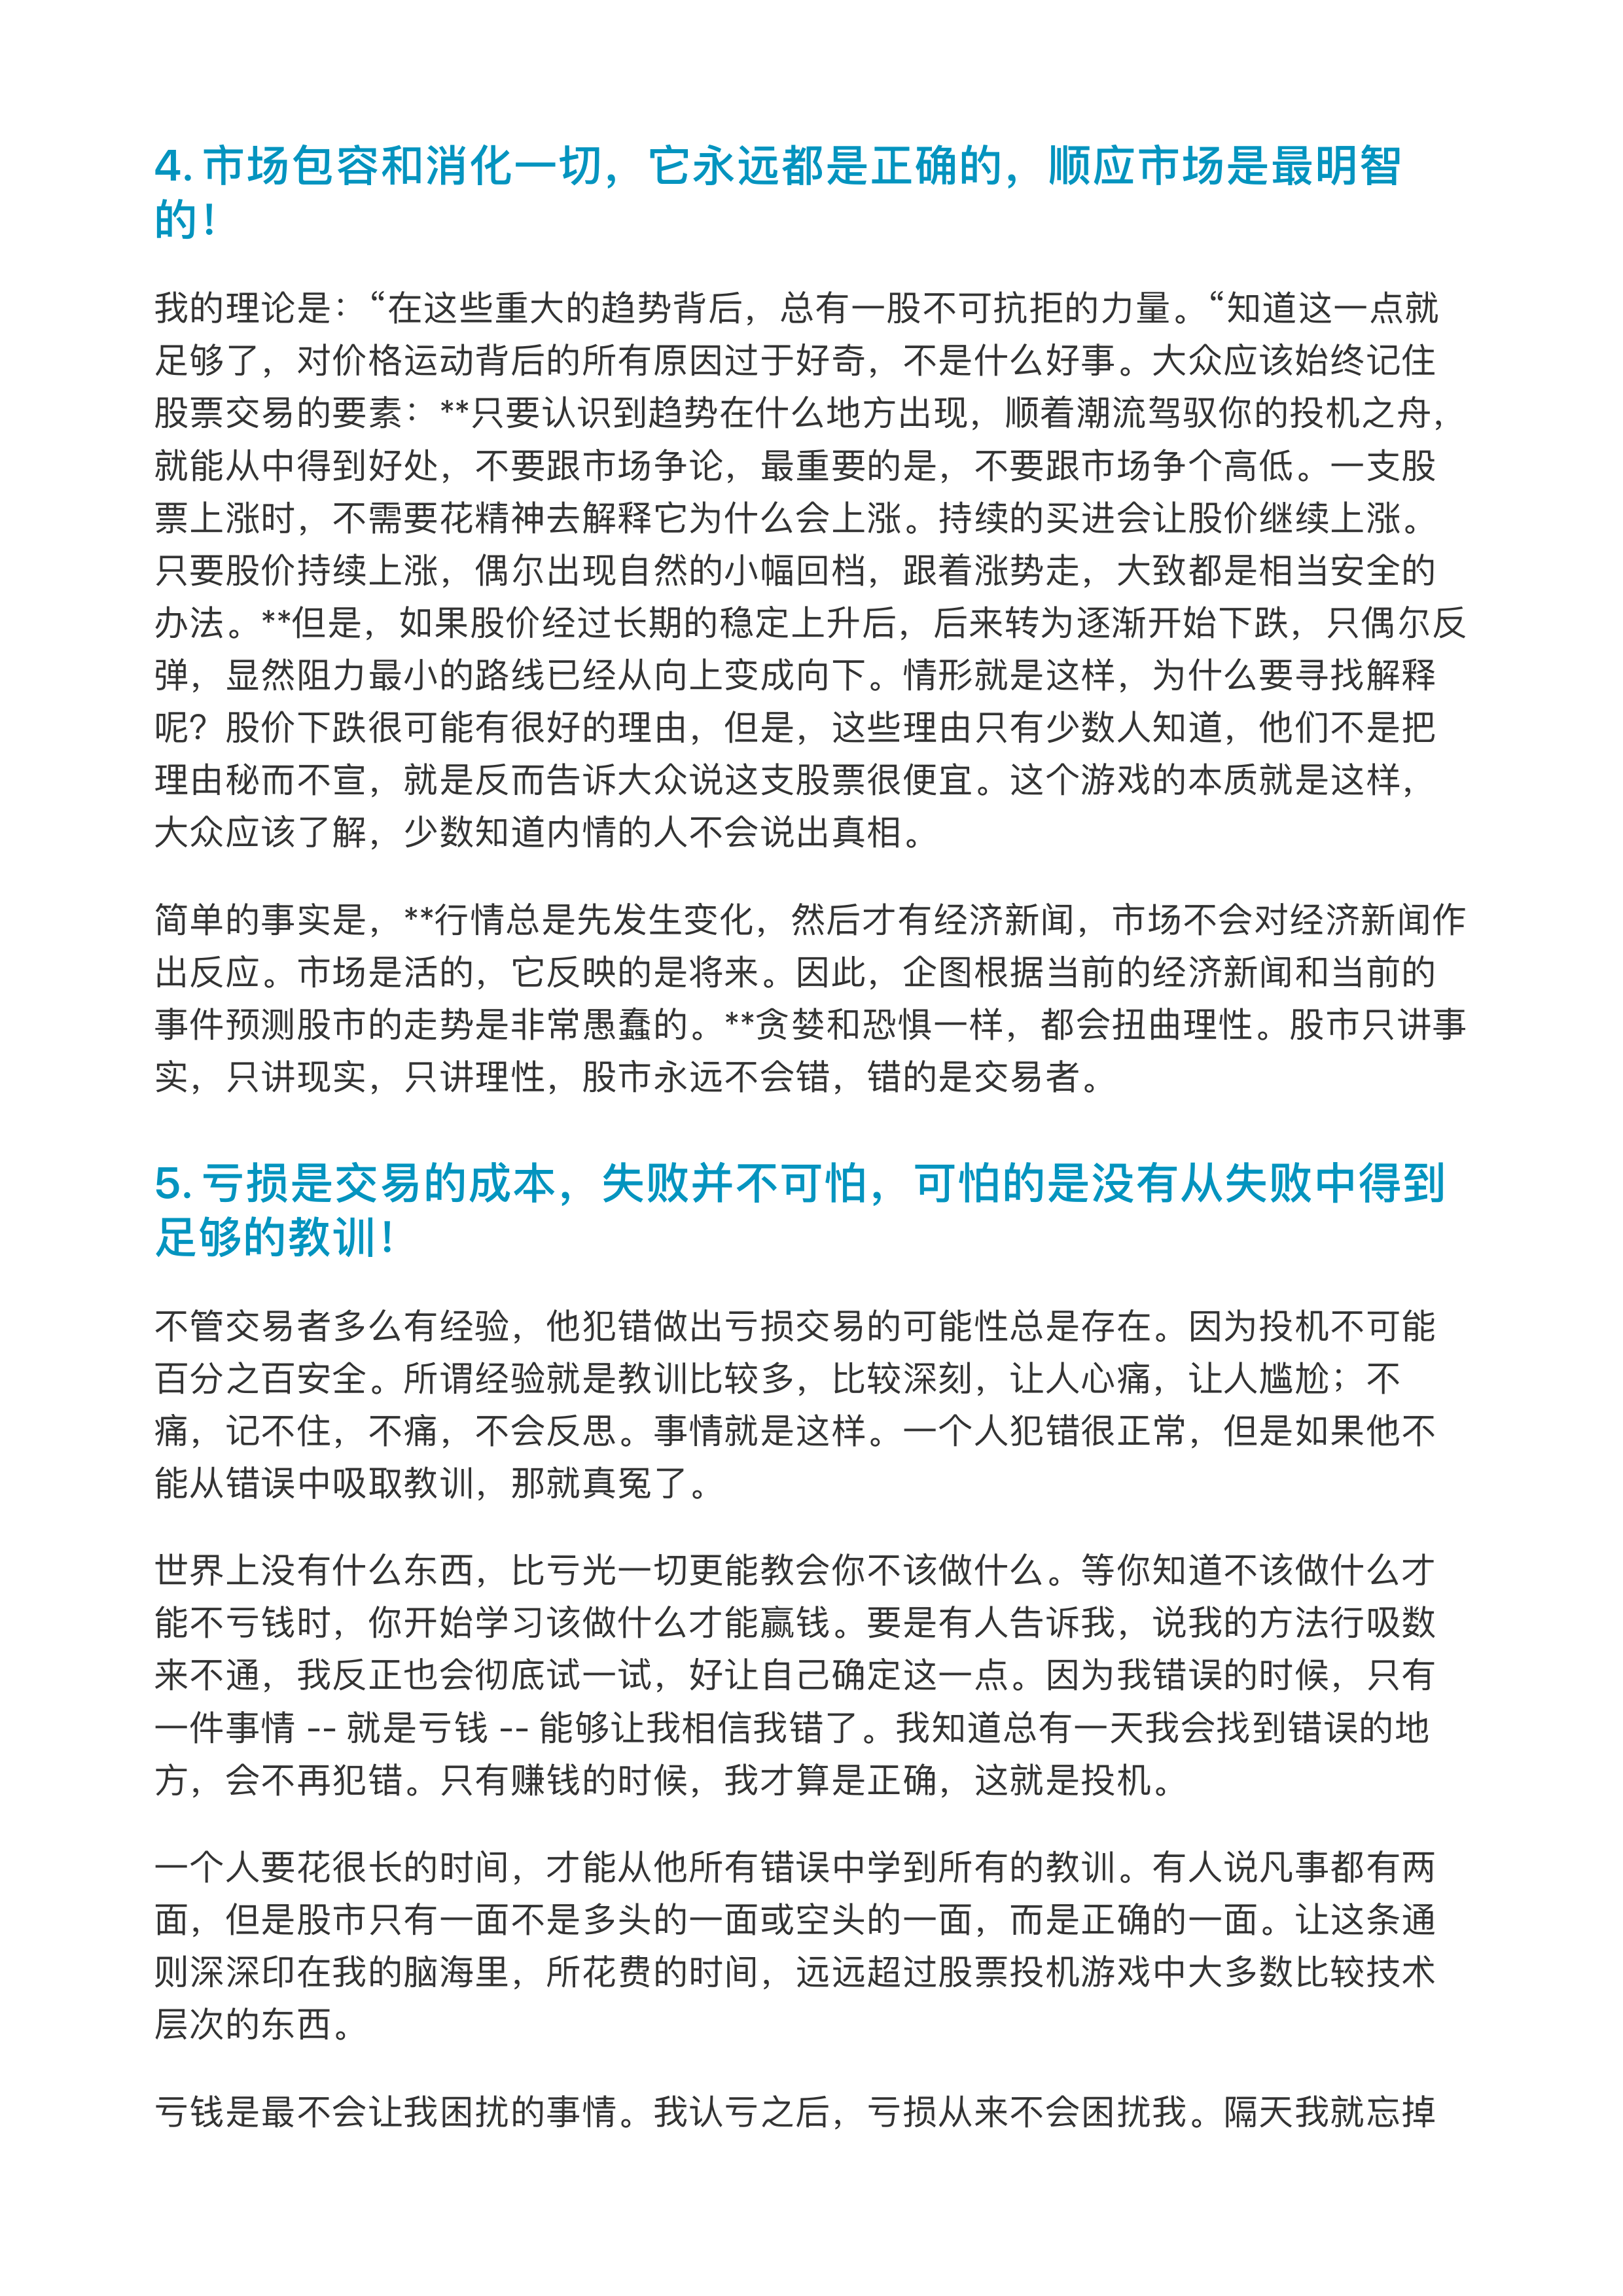 4. 市场包容和消化一切，它永远都是正确的，顺应市场是最明智
的！
我的理论是：“在这些重大的趋势背后，总有一股不可抗拒的力量。“知道这一点就
足够了，对价格运动背后的所有原因过于好奇，不是什么好事。大众应该始终记住
股票交易的要素：**只要认识到趋势在什么地方出现，顺着潮流驾驭你的投机之舟，
就能从中得到好处，不要跟市场争论，最重要的是，不要跟市场争个高低。一支股
票上涨时，不需要花精神去解释它为什么会上涨。持续的买进会让股价继续上涨。
只要股价持续上涨，偶尔出现自然的小幅回档，跟着涨势走，大致都是相当安全的
办法。**但是，如果股价经过长期的稳定上升后，后来转为逐渐开始下跌，只偶尔反
弹，显然阻力最小的路线已经从向上变成向下。情形就是这样，为什么要寻找解释
呢？股价下跌很可能有很好的理由，但是，这些理由只有少数人知道，他们不是把
理由秘而不宣，就是反而告诉大众说这支股票很便宜。这个游戏的本质就是这样，
大众应该了解，少数知道内情的人不会说出真相。
简单的事实是，**行情总是先发生变化，然后才有经济新闻，市场不会对经济新闻作
出反应。市场是活的，它反映的是将来。因此，企图根据当前的经济新闻和当前的
事件预测股市的走势是非常愚蠢的。**贪婪和恐惧一样，都会扭曲理性。股市只讲事
实，只讲现实，只讲理性，股市永远不会错，错的是交易者。
5. 亏损是交易的成本，失败并不可怕，可怕的是没有从失败中得到
足够的教训！
不管交易者多么有经验，他犯错做出亏损交易的可能性总是存在。因为投机不可能
百分之百安全。所谓经验就是教训比较多，比较深刻，让人心痛，让人尴尬；不
痛，记不住，不痛，不会反思。事情就是这样。一个人犯错很正常，但是如果他不
能从错误中吸取教训，那就真冤了。
世界上没有什么东西，比亏光一切更能教会你不该做什么。等你知道不该做什么才
能不亏钱时，你开始学习该做什么才能赢钱。要是有人告诉我，说我的方法行吸数
来不通，我反正也会彻底试一试，好让自己确定这一点。因为我错误的时候，只有
一件事情 -- 就是亏钱 -- 能够让我相信我错了。我知道总有一天我会找到错误的地
方，会不再犯错。只有赚钱的时候，我才算是正确，这就是投机。
一个人要花很长的时间，才能从他所有错误中学到所有的教训。有人说凡事都有两
面，但是股市只有一面不是多头的一面或空头的一面，而是正确的一面。让这条通
则深深印在我的脑海里，所花费的时间，远远超过股票投机游戏中大多数比较技术
层次的东西。
亏钱是最不会让我困扰的事情。我认亏之后，亏损从来不会困扰我。隔天我就忘掉